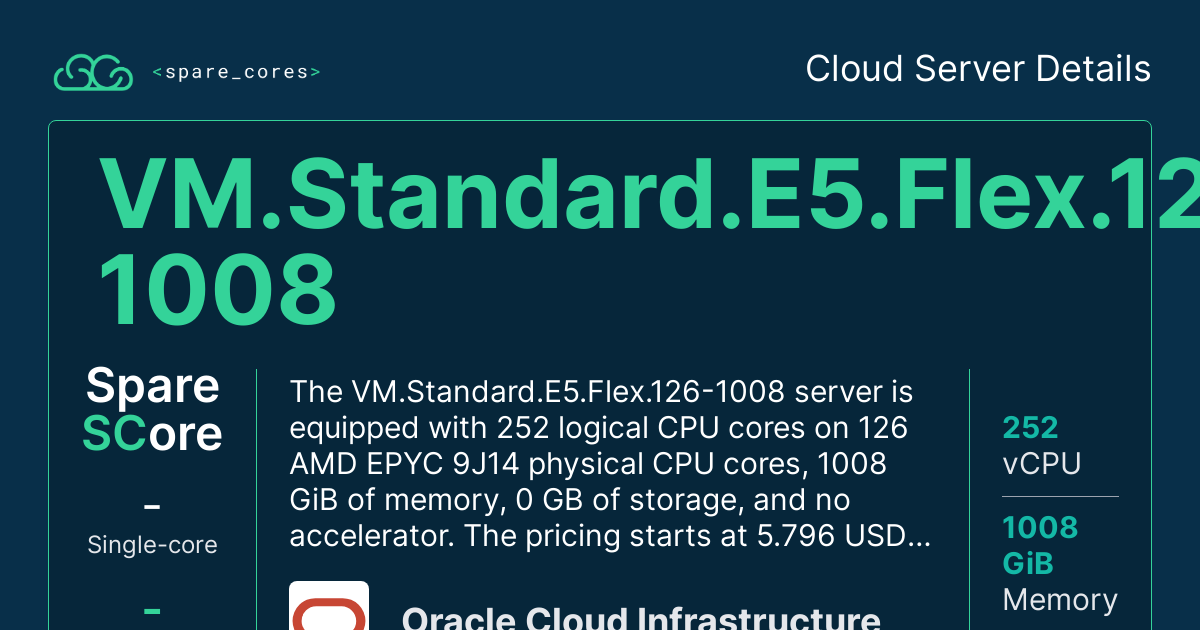 <spare_cores>
Cloud Server Details
VM.Standard.E5.Flex.12
1008
Spare
SCore
–
Single-core
–
The VM.Standard.E5.Flex.126-1008 server is
equipped with 252 logical CPU cores on 126
AMD EPYC 9J14 physical CPU cores, 1008
GiB of memory, 0 GB of storage, and no
accelerator. The pricing starts at 5.796 USD...
Oracle Cloud Infrastructure
252
vCPU
1008
GiB
Memory